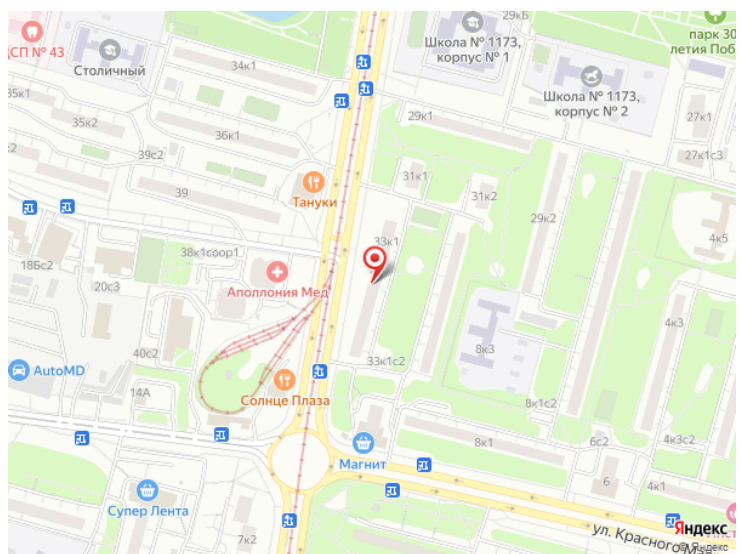 29кБ
парк 30
летия Поб
Школа № 1173,
корпус № 1
ДСП № 43
Столичный
34к1
Школа № 1173,
корпус № 2
35к2
29к1
27к1
36к1
39с2
27к1с3
31к1
39
31к2
Тануки
29к2
33к1
4к5
38к1соор1
18Бс2
Аполлония Мед
20с3
4к3
8к3
40с2
33к1с2
AutoMD
14А
Солнце Плаза
8к1с2
8к1
6с2
4к3с2
Магнит
6
4к1
Супер Лента
7к2
ул. Красного Мая
Яндекс
© Яндекс